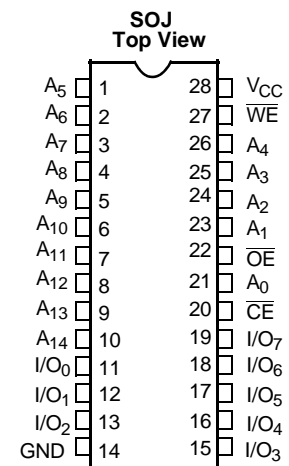 SOJ
Top View
A5 1 28 VCC
A6 2 27 WE
A7 3 26 A4
A8 4 25 A3
A9 5 24 A2
A10 6 23 A1
A11 7 22 OE
A12 8 21 A0
A13 9 20 CE
A14 10 19 I/O7
I/O0 11 18 I/O6
I/O1 12 17 I/O5
I/O2 13 16 I/O4
GND 14 15 I/O3